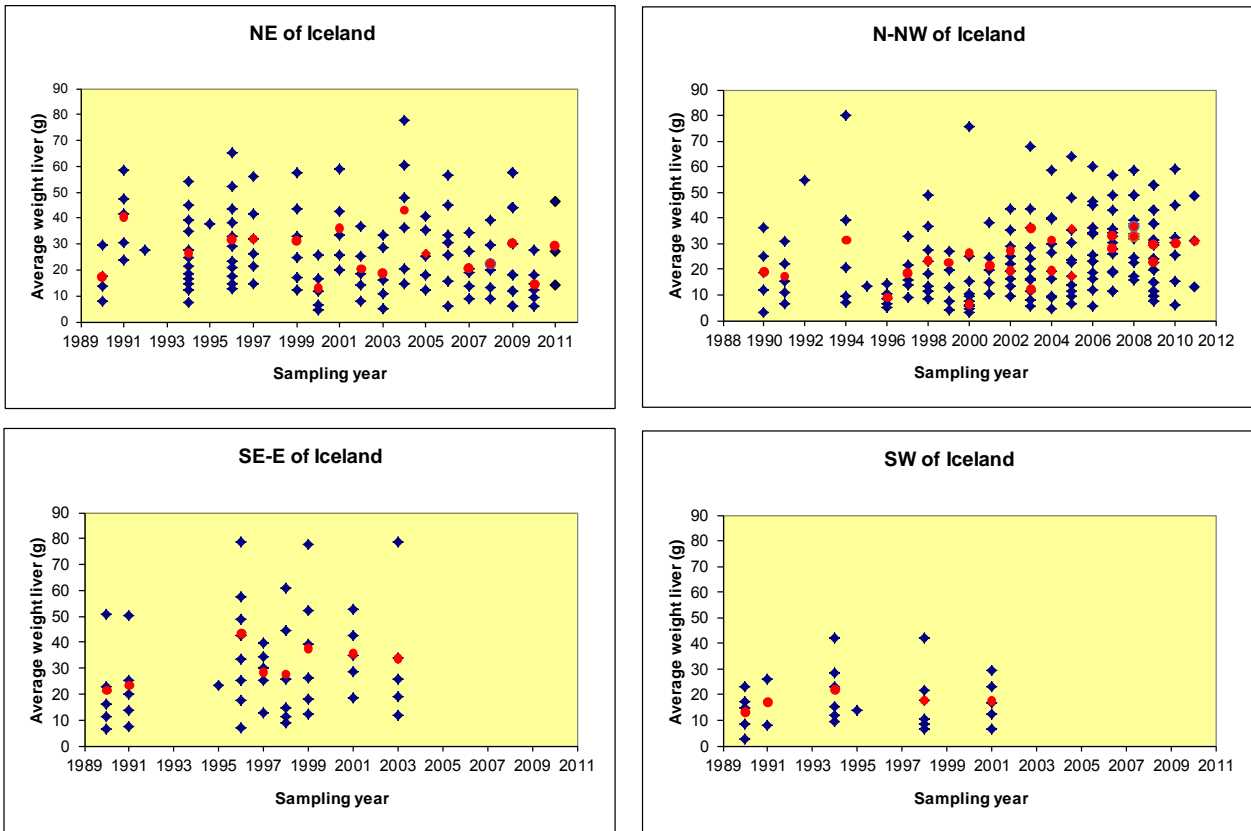 NE of Iceland
Average weight liver (g)
90
80
70
60
50
40
30
20
10
0
1989 1991 1993 1995 1997 1999 2001 2003 2005 2007 2009 2011
Sampling year
N-NW of Iceland
Average weight liver (g)
90
80
70
60
50
40
30
20
10
0
1988 1990 1992 1994 1996 1998 2000 2002 2004 2006 2008 2010 2012
Sampling year
SE-E of Iceland
Average weight liver (g)
90
80
70
60
50
40
30
20
10
0
1989 1991 1993 1995 1997 1999 2001 2003 2005 2007 2009 2011
Sampling year
SW of Iceland
Average weight liver (g)
90
80
70
60
50
40
30
20
10
0
1989 1991 1993 1995 1997 1999 2001 2003 2005 2007 2009 2011
Sampling year